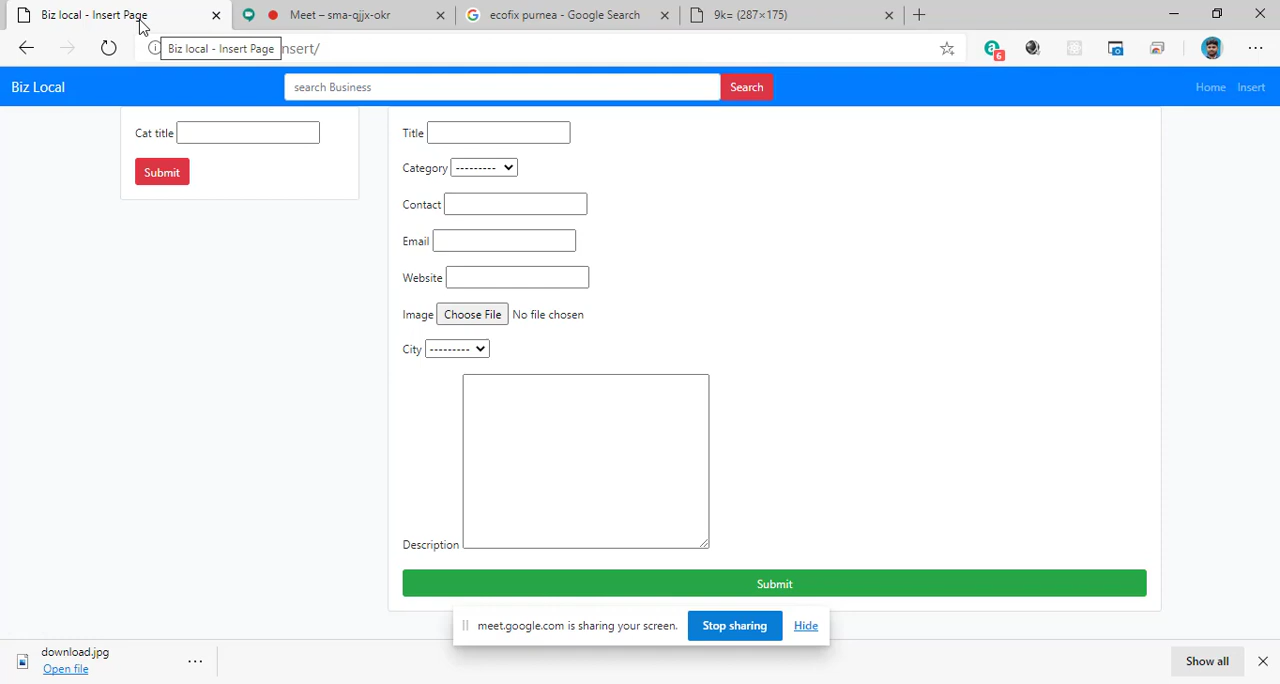 Biz local - Insert Page
Meet – sma-qjjx-okr
ecofix purnea - Google Search
9k= (287×175)
Biz local - Insert Page
nsert/
6
Biz Local
search Business
Search
Home
Insert
Cat title
Submit
Title
Category ---------
Contact
Email
Website
Image Choose File No file chosen
City ---------
Description
Submit
meet.google.com is sharing your screen.
Stop sharing
Hide
download.jpg
Open file
Show all